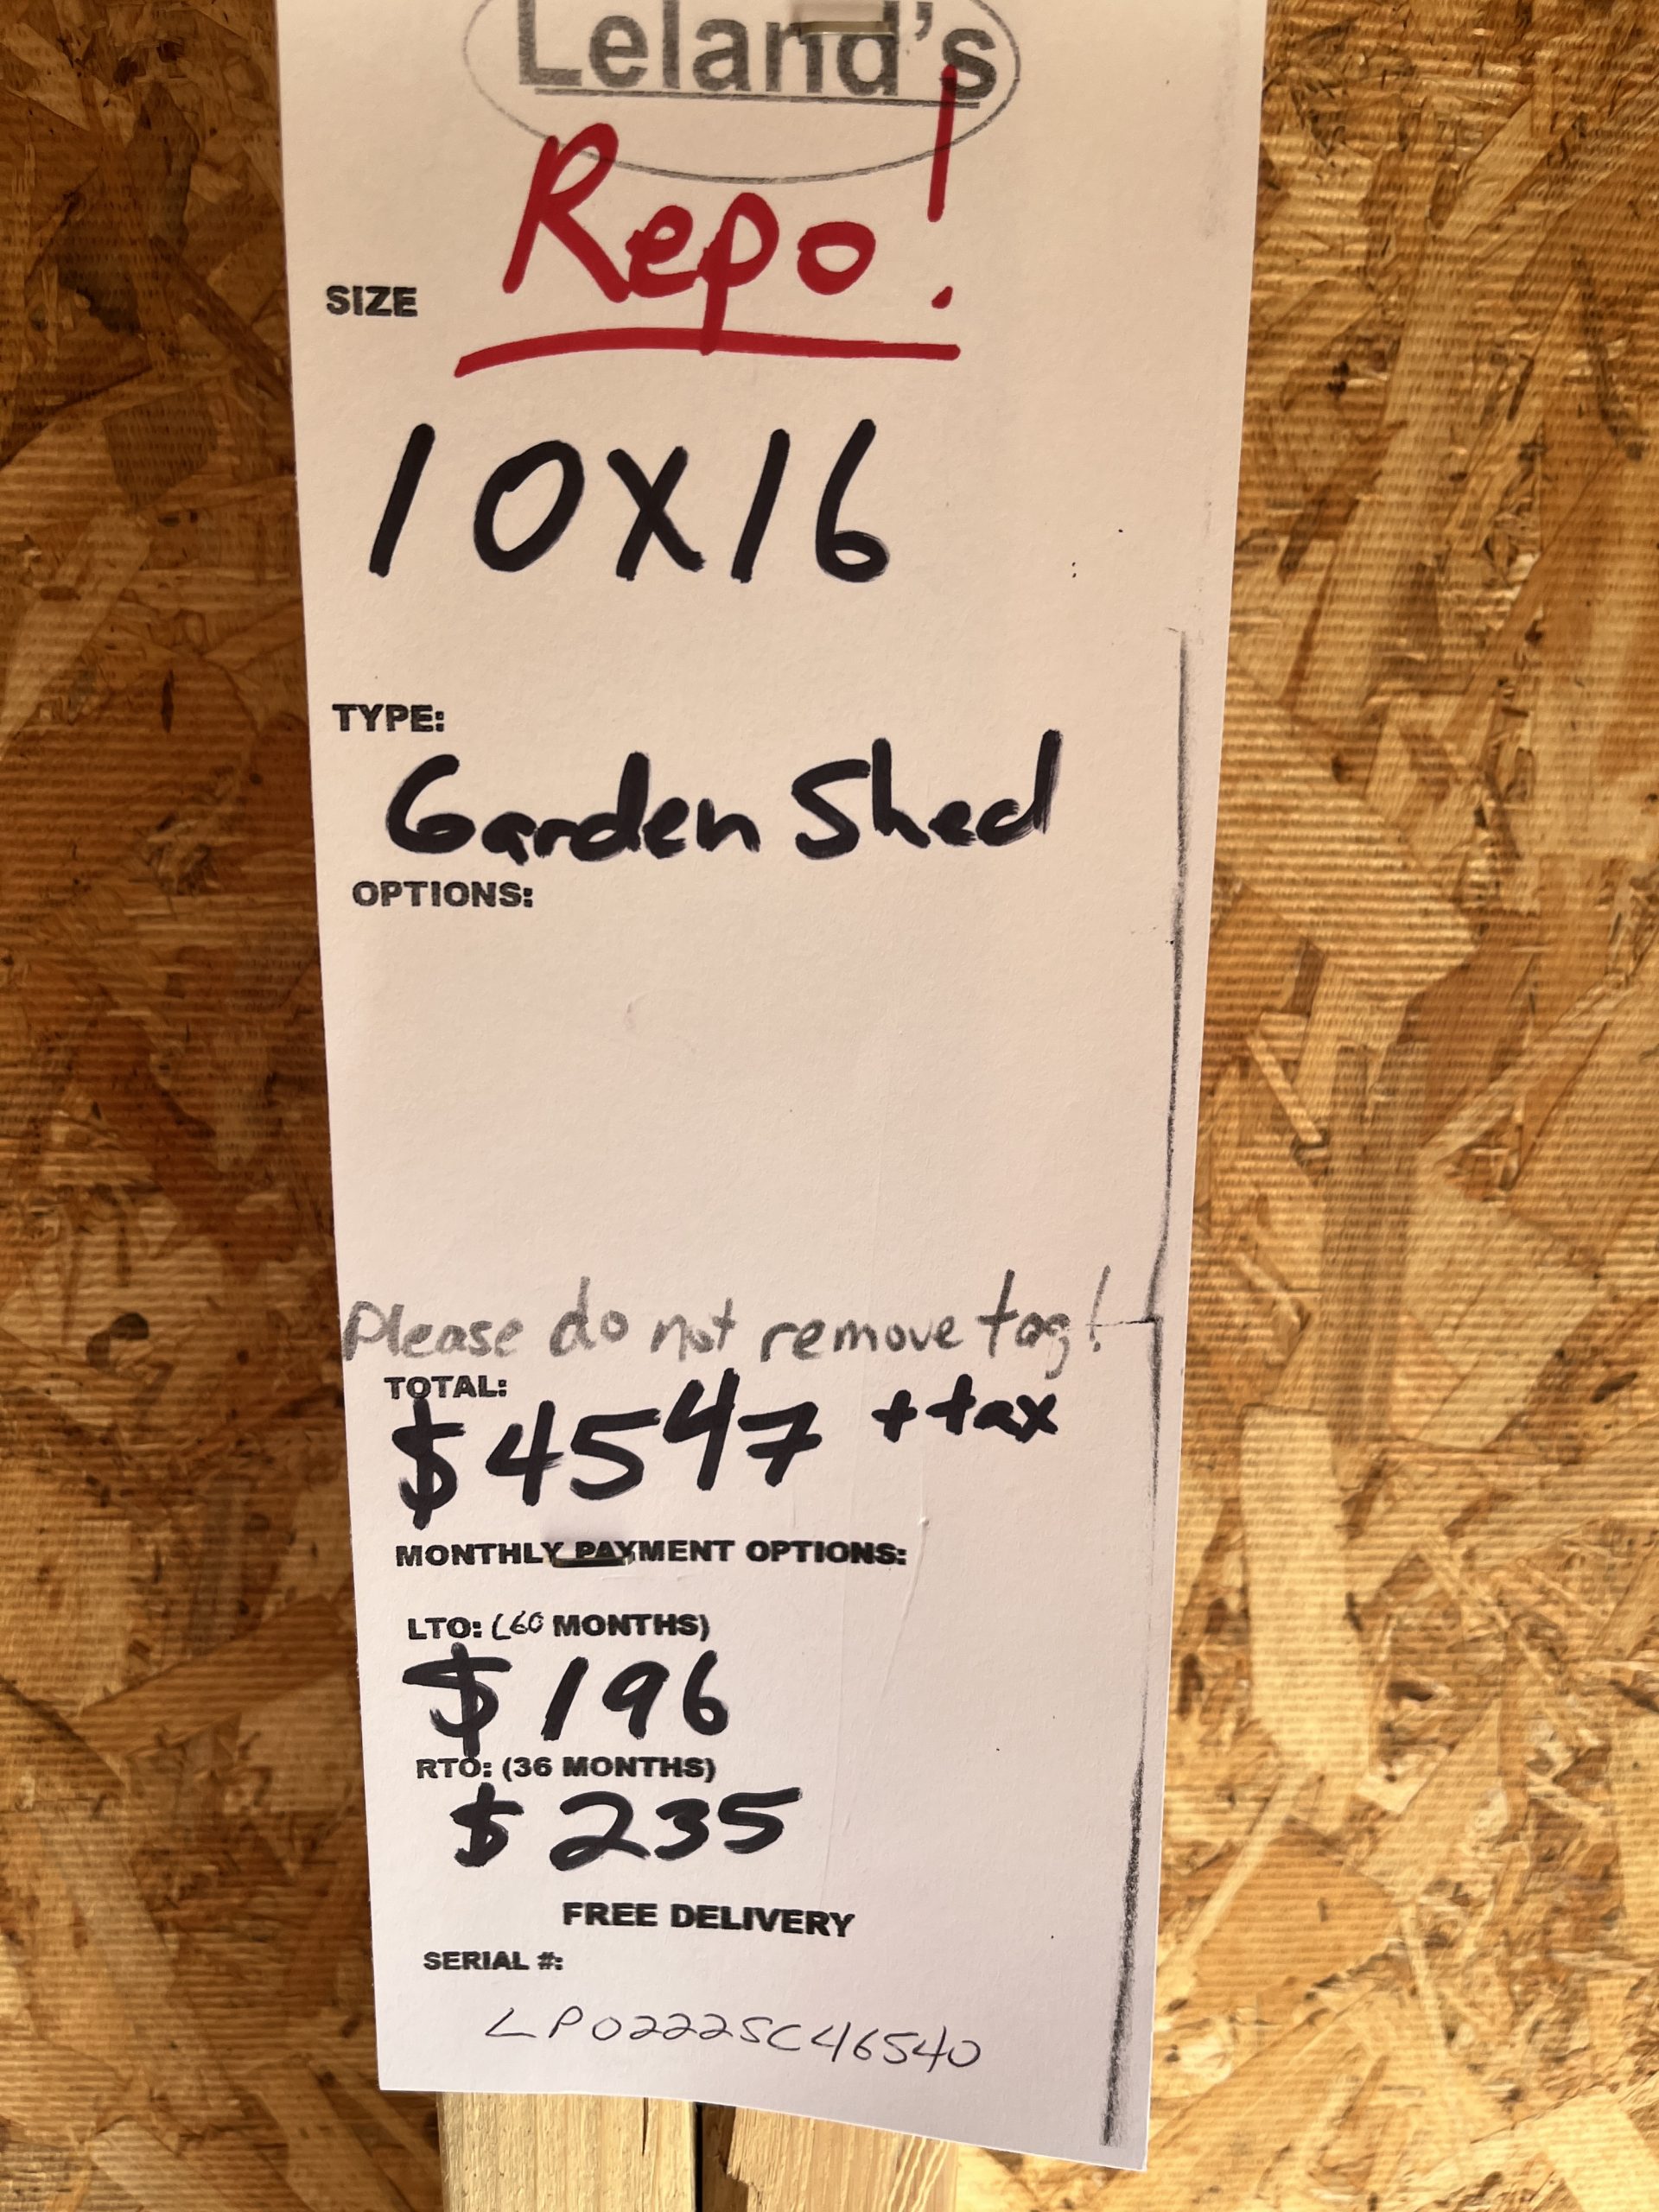 Leland's
Repo!
SIZE
10X16
TYPE:
Garden Shed
OPTIONS:
Please do not remove tag!
TOTAL:
$4547 + tax
MONTHLY PAYMENT OPTIONS:
LTO: (60 MONTHS)
$196
RTO: (36 MONTHS)
$235
FREE DELIVERY
SERIAL #:
LP02225C46540